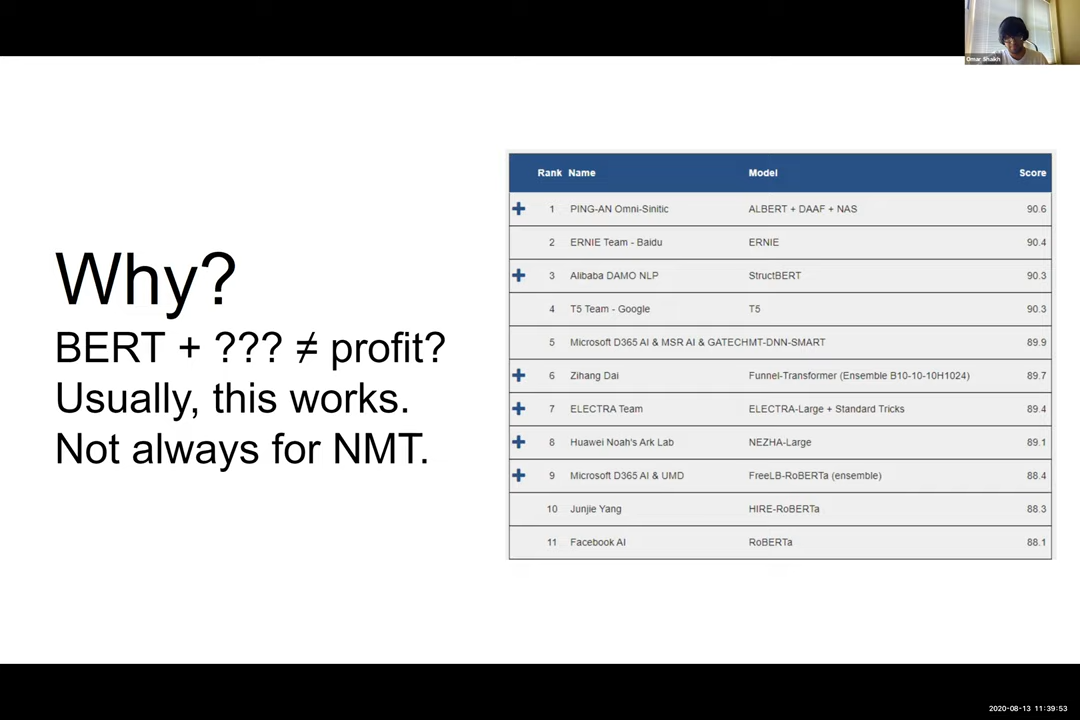 Omar Shaikh
Why?
BERT + ??? ≠ profit?
Usually, this works.
Not always for NMT.
Rank Name Model Score
1 PING-AN Omni-Sinitic ALBERT + DAAF + NAS 90.6
2 ERNIE Team - Baidu ERNIE 90.4
3 Alibaba DAMO NLP StructBERT 90.3
4 T5 Team - Google T5 90.3
5 Microsoft D365 AI & MSR AI & GATECHMT-DNN-SMART 89.9
6 Zihang Dai Funnel-Transformer (Ensemble B10-10-10H1024) 89.7
7 ELECTRA Team ELECTRA-Large + Standard Tricks 89.4
8 Huawei Noah's Ark Lab NEZHA-Large 89.1
9 Microsoft D365 AI & UMD FreeLB-RoBERTa (ensemble) 88.4
10 Junjie Yang HIRE-RoBERTa 88.3
11 Facebook AI RoBERTa 88.1
2020-08-13 11:39:53